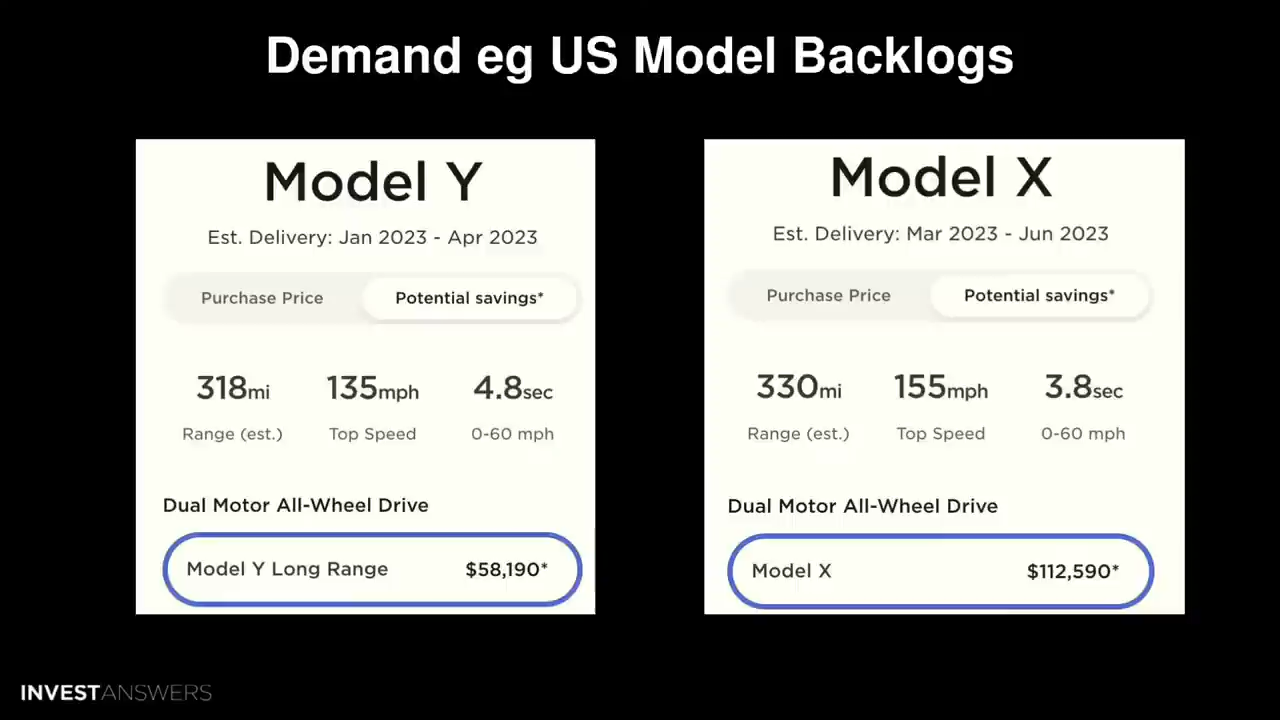 Demand eg US Model Backlogs
Model Y
Est. Delivery: Jan 2023 - Apr 2023
Purchase Price
Potential savings*
318mi
135mph
4.8sec
Range (est.)
Top Speed
0-60 mph
Dual Motor All-Wheel Drive
Model Y Long Range
$58,190*
Model X
Est. Delivery: Mar 2023 - Jun 2023
Purchase Price
Potential savings*
330mi
155mph
3.8sec
Range (est.)
Top Speed
0-60 mph
Dual Motor All-Wheel Drive
Model X
$112,590*
INVESTANSWERS